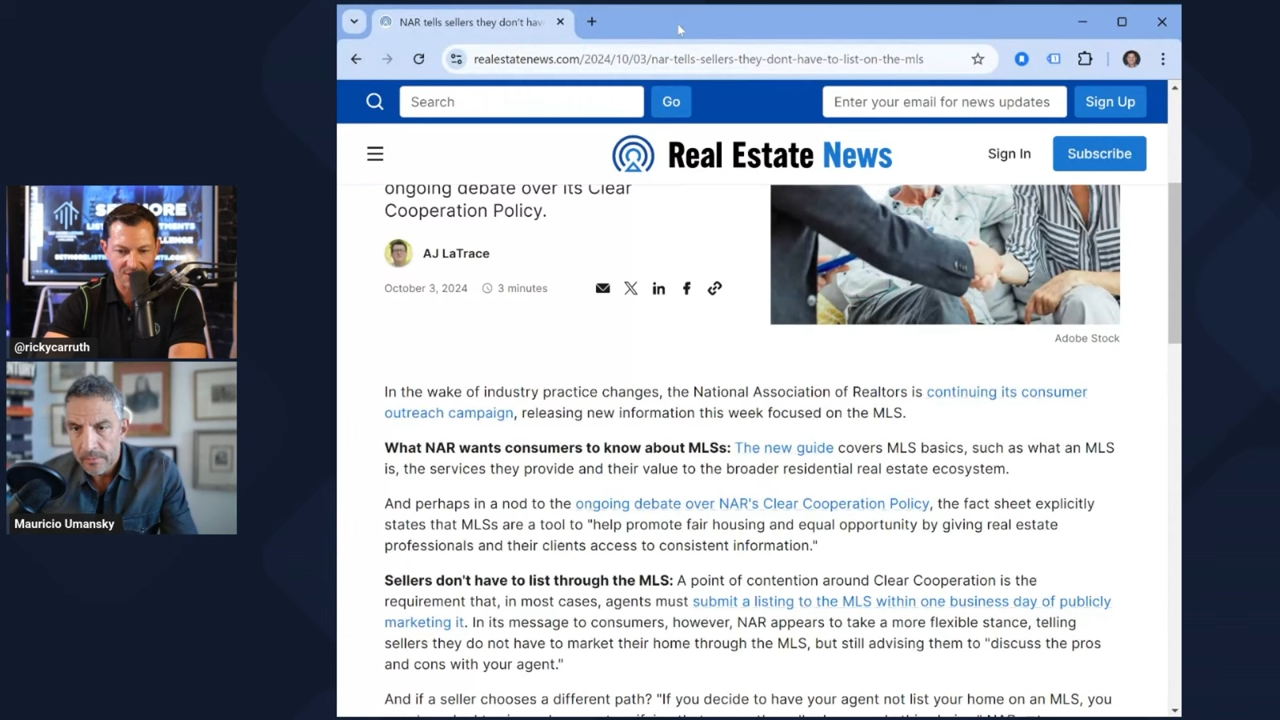 NAR tells sellers they don't hav
realestatenews.com/2024/10/03/nar-tells-sellers-they-dont-have-to-list-on-the-mls
Search
Go
Enter your email for news updates
Sign Up
Real Estate News
Sign In
Subscribe
ongoing debate over its Clear
Cooperation Policy.
AJ LaTrace
October 3, 2024
3 minutes
Adobe Stock
In the wake of industry practice changes, the National Association of Realtors is continuing its consumer
outreach campaign, releasing new information this week focused on the MLS.
What NAR wants consumers to know about MLSs: The new guide covers MLS basics, such as what an MLS
is, the services they provide and their value to the broader residential real estate ecosystem.
And perhaps in a nod to the ongoing debate over NAR's Clear Cooperation Policy, the fact sheet explicitly
states that MLSs are a tool to "help promote fair housing and equal opportunity by giving real estate
professionals and their clients access to consistent information."
Sellers don't have to list through the MLS: A point of contention around Clear Cooperation is the
requirement that, in most cases, agents must submit a listing to the MLS within one business day of publicly
marketing it. In its message to consumers, however, NAR appears to take a more flexible stance, telling
sellers they do not have to market their home through the MLS, but still advising them to "discuss the pros
and cons with your agent."
And if a seller chooses a different path? "If you decide to have your agent not list your home on an MLS, you
@rickycarruth
Mauricio Umansky